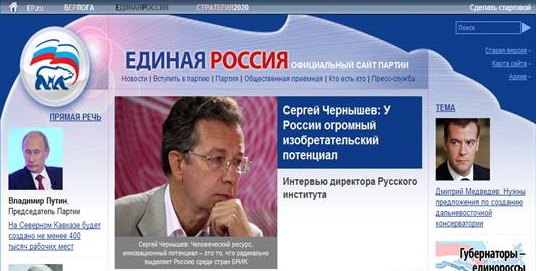 ЕР.ru
БЕРЛОГА
ЕДИНАЯРОССИЯ
СТРАТЕГИЯ2020
Сделать стартовой
Поиск
ЕДИНАЯ РОССИЯ ОФИЦИАЛЬНЫЙ САЙТ ПАРТИИ
Старая версия
Карта сайта
Архив
Новости | Вступить в партию | Партия | Общественная приемная | Кто есть кто | Пресс-служба
ПРЯМАЯ РЕЧЬ
Владимир Путин,
Председатель Партии
На Северном Кавказе будет
создано не менее 400
тысяч рабочих мест
Сергей Чернышев: Человеческий ресурс,
инновационный потенциал – это то, что радикально
выделяет Россию среди стран БРИК
Сергей Чернышев: У
России огромный
изобретательский
потенциал
Интервью директора Русского
института
ТЕМА
Дмитрий Медведев: Нужны
предложения по созданию
дальневосточной
консерватории
Губернаторы –
единороссы